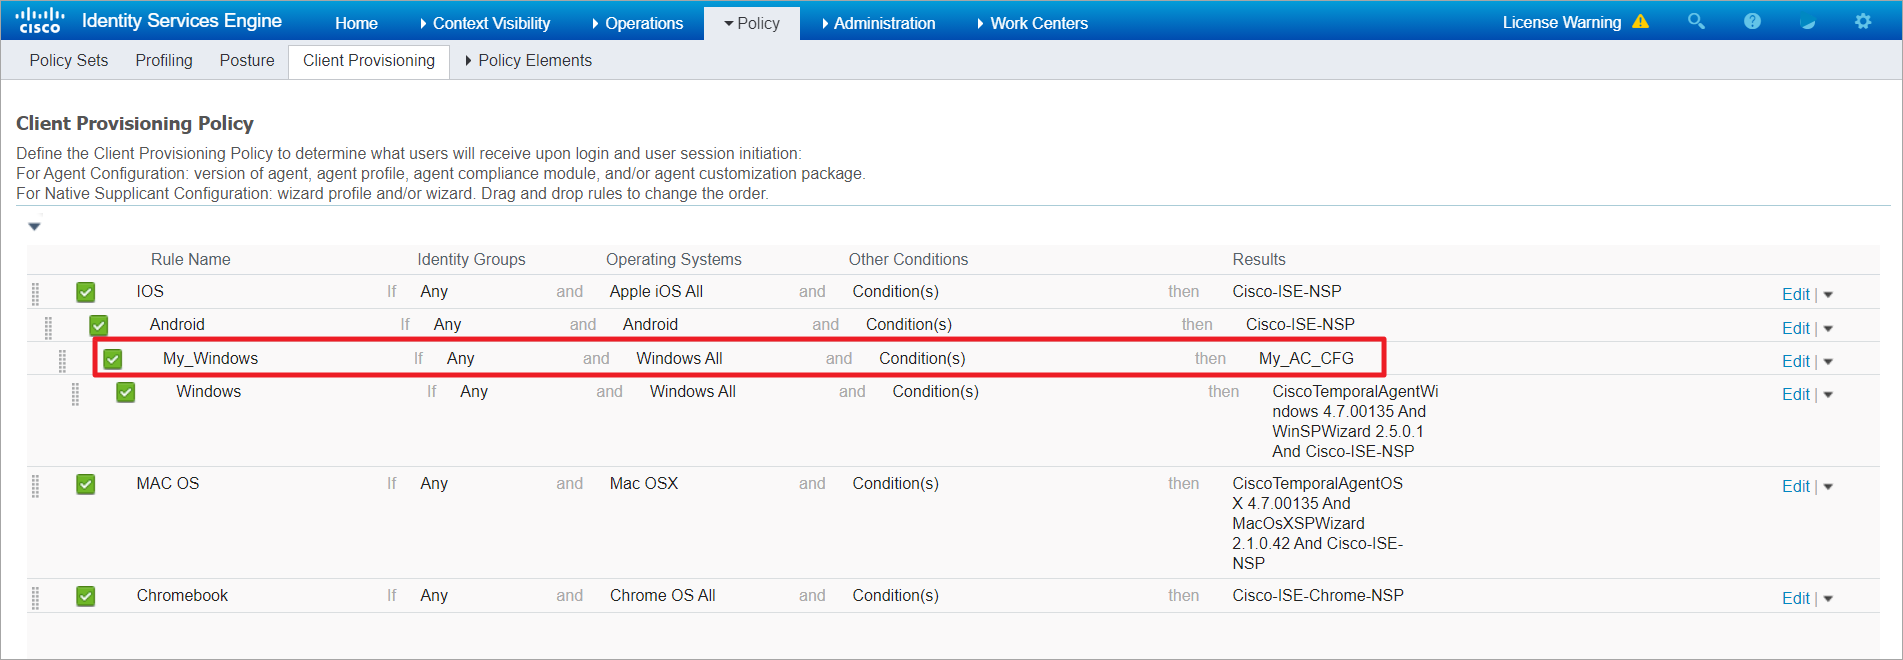 CISCO Identity Services Engine Home Context Visibility Operations Policy Administration Work Centers License Warning
Policy Sets Profiling Posture Client Provisioning Policy Elements
Client Provisioning Policy
Define the Client Provisioning Policy to determine what users will receive upon login and user session initiation:
For Agent Configuration: version of agent, agent profile, agent compliance module, and/or agent customization package.
For Native Supplicant Configuration: wizard profile and/or wizard. Drag and drop rules to change the order.
Rule Name Identity Groups Operating Systems Other Conditions Results
IOS If Any and Apple iOS All and Condition(s) then Cisco-ISE-NSP Edit |
Android If Any and Android and Condition(s) then Cisco-ISE-NSP Edit |
My_Windows If Any and Windows All and Condition(s) then My_AC_CFG Edit |
Windows If Any and Windows All and Condition(s) then CiscoTemporalAgentWi Edit |
ndows 4.7.00135 And
WinSPWizard 2.5.0.1
And Cisco-ISE-NSP
MAC OS If Any and Mac OSX and Condition(s) then CiscoTemporalAgentOS Edit |
X 4.7.00135 And
MacOsXSPWizard
2.1.0.42 And Cisco-ISE-
NSP
Chromebook If Any and Chrome OS All and Condition(s) then Cisco-ISE-Chrome-NSP Edit |